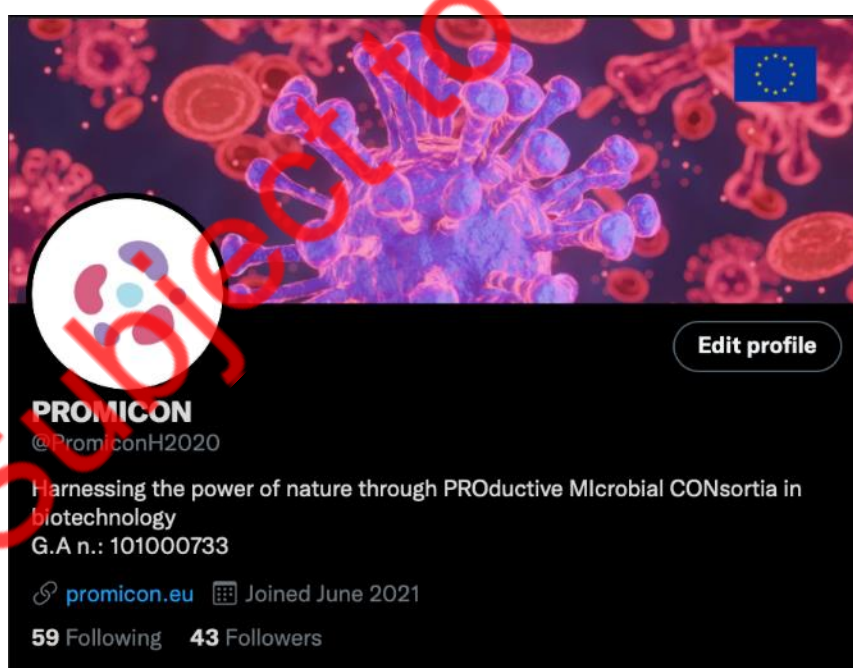 Subject to
Edit profile
PROMICON
@PromiconH2020
Harnessing the power of nature through PROductive MIcrobial CONsortia in
biotechnology
G.A n.: 101000733
promicon.eu Joined June 2021
59 Following 43 Followers